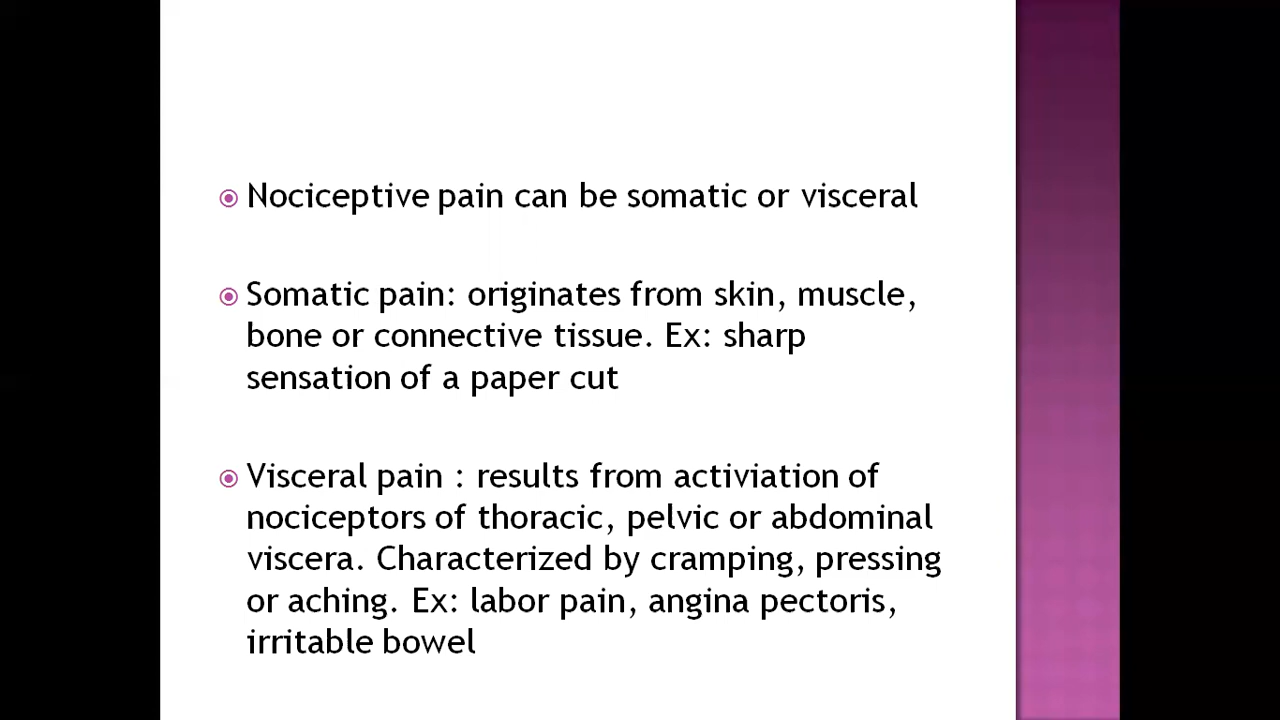 Nociceptive pain can be somatic or visceral
Somatic pain: originates from skin, muscle,
bone or connective tissue. Ex: sharp
sensation of a paper cut
Visceral pain : results from activiation of
nociceptors of thoracic, pelvic or abdominal
viscera. Characterized by cramping, pressing
or aching. Ex: labor pain, angina pectoris,
irritable bowel